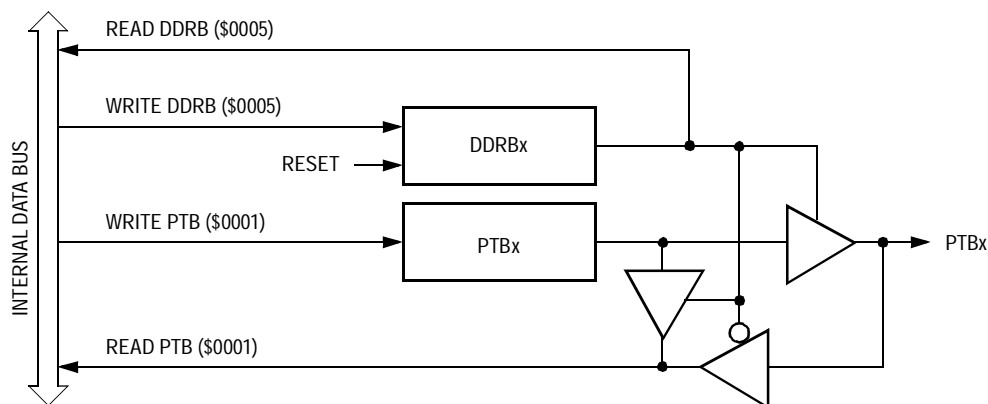 READ DDRB ($0005)
WRITE DDRB ($0005)
DDRBx
RESET
WRITE PTB ($0001)
PTBx
PTBx
READ PTB ($0001)
INTERNAL DATA BUS